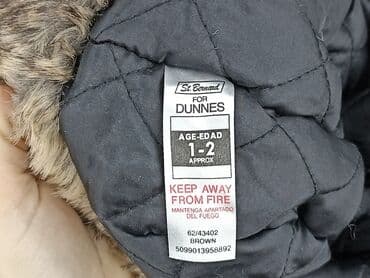 St. Bernard
FOR
DUNNES
AGE-EDAD
1-2
APPROX
KEEP AWAY
FROM FIRE
MANTENGA APARTADO
DEL FUEGO
62/43402
BROWN
5099013958892